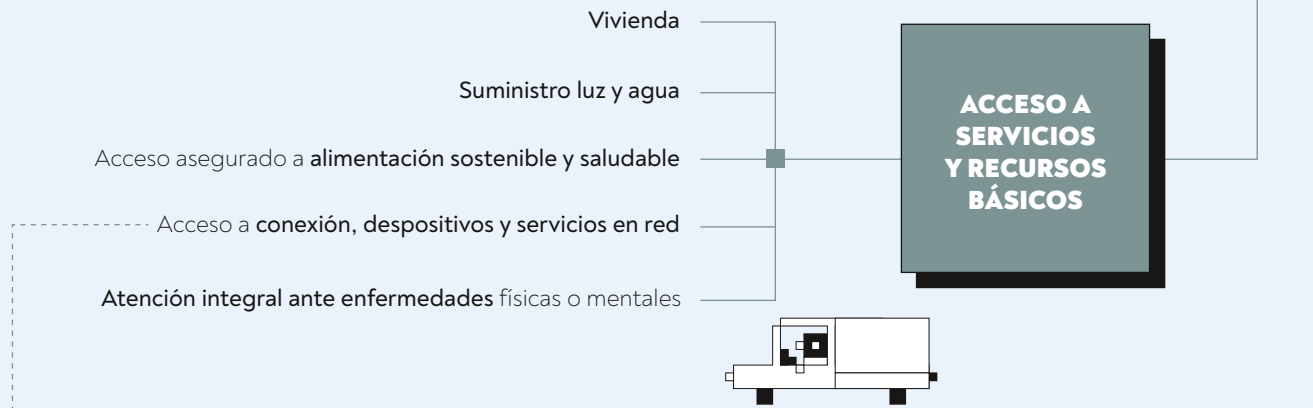 Vivienda
Suministro luz y agua
Acceso asegurado a alimentación sostenible y saludable
Acceso a conexión, despositivos y servicios en red
Atención integral ante enfermedades físicas o mentales
ACCESO A
SERVICIOS
Y RECURSOS
BÁSICOS